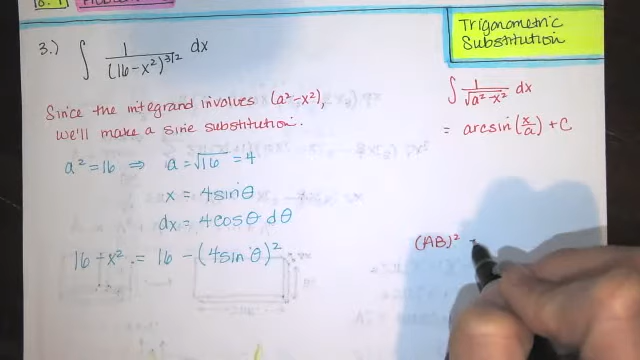 Trigonometric
Substitution
3.) ∫ 1/(16-x²)^3/2 dx
Since the integrand involves (a²-x²),
we'll make a sine substitution.
∫ 1/√(a²-x²) dx
= arcsin(x/a) + C
a² = 16 ⇒ a = √16 = 4
x = 4sinθ
dx = 4cosθ dθ
16 + x² = 16 - (4sinθ)²
(AB)²